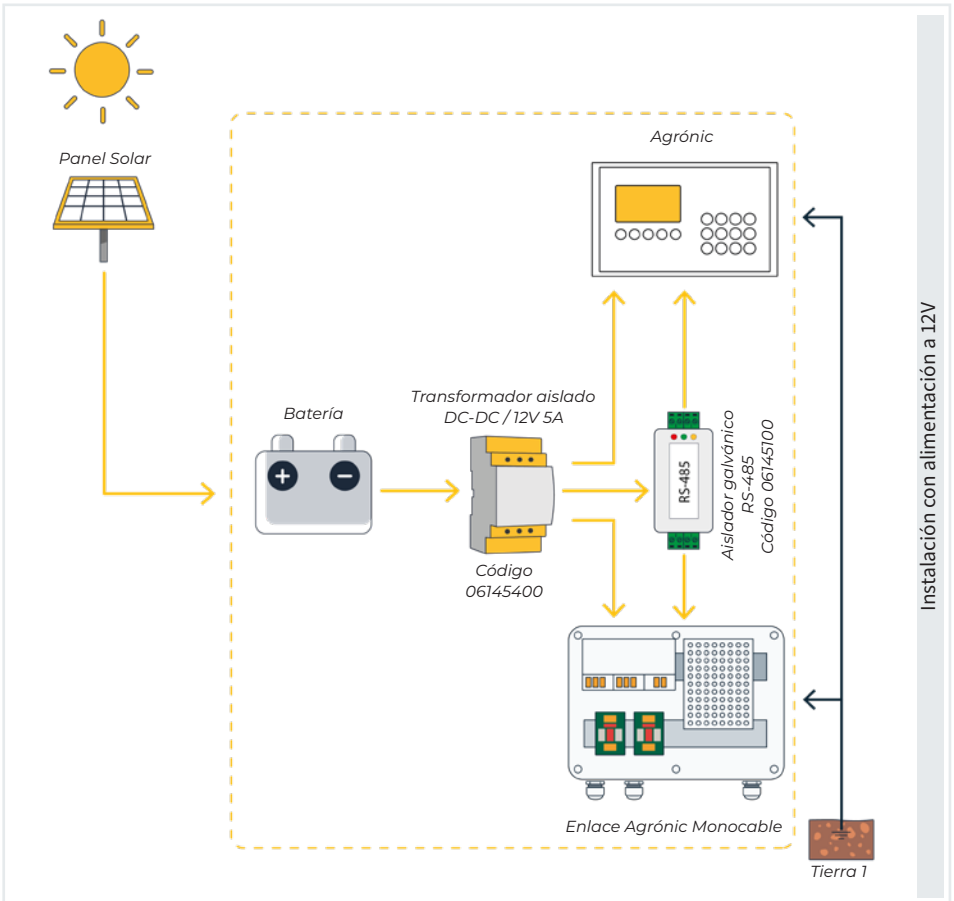 Panel Solar
Agrónic
Batería
+
−
Transformador aislado
DC-DC / 12V 5A
Código
06145400
RS-485
Aislador galvánico
RS-485
Código 06145100
Enlace Agrónic Monocable
Tierra 1
Instalación con alimentación a 12V